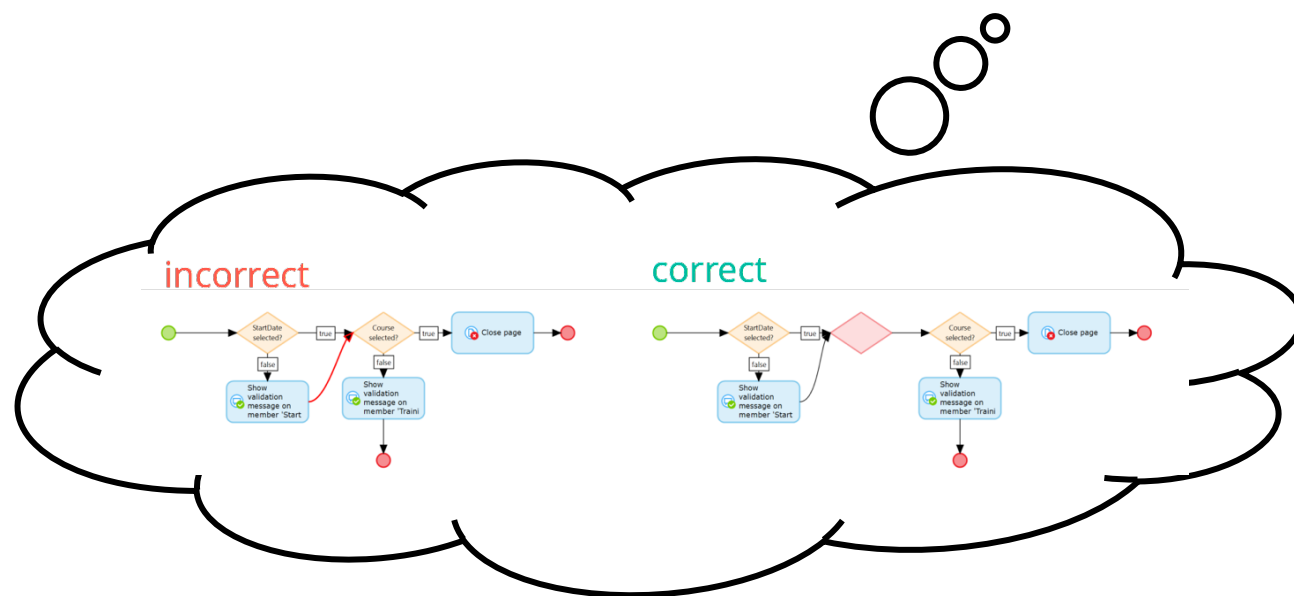 incorrect
correct
StartDate
selected?
true
Course
selected?
true
Close page
false
Show
validation
message on
member 'Start
false
Show
validation
message on
member 'Traini
StartDate
selected?
true
Course
selected?
true
Close page
false
Show
validation
message on
member 'Start
false
Show
validation
message on
member 'Traini